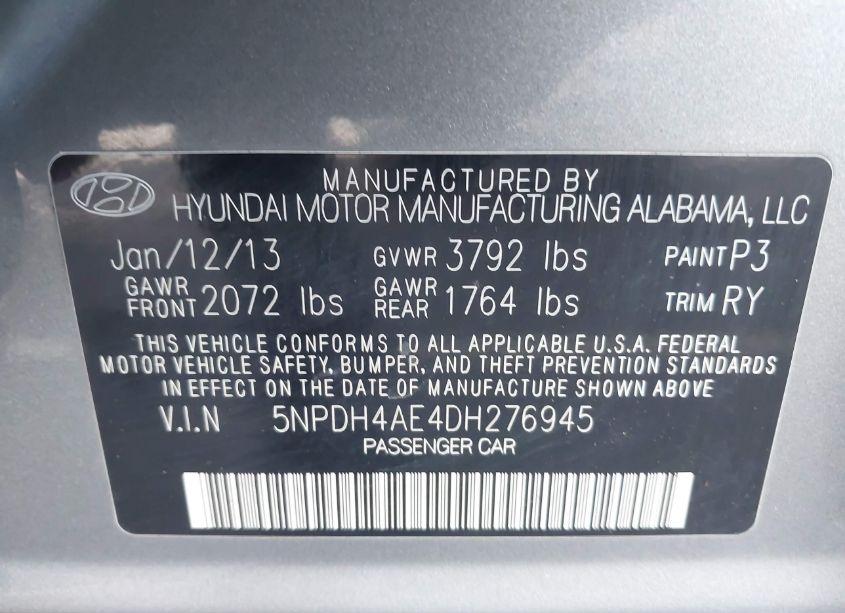 MANUFACTURED BY
HYUNDAI MOTOR MANUFACTURING ALABAMA, LLC
Jan/12/13 GVWR 3792 lbs PAINT P3
GAWR FRONT 2072 lbs GAWR REAR 1764 lbs TRIM RY
THIS VEHICLE CONFORMS TO ALL APPLICABLE U.S.A. FEDERAL
MOTOR VEHICLE SAFETY, BUMPER, AND THEFT PREVENTION STANDARDS
IN EFFECT ON THE DATE OF MANUFACTURE SHOWN ABOVE
V.I.N 5NPDH4AE4DH276945
PASSENGER CAR